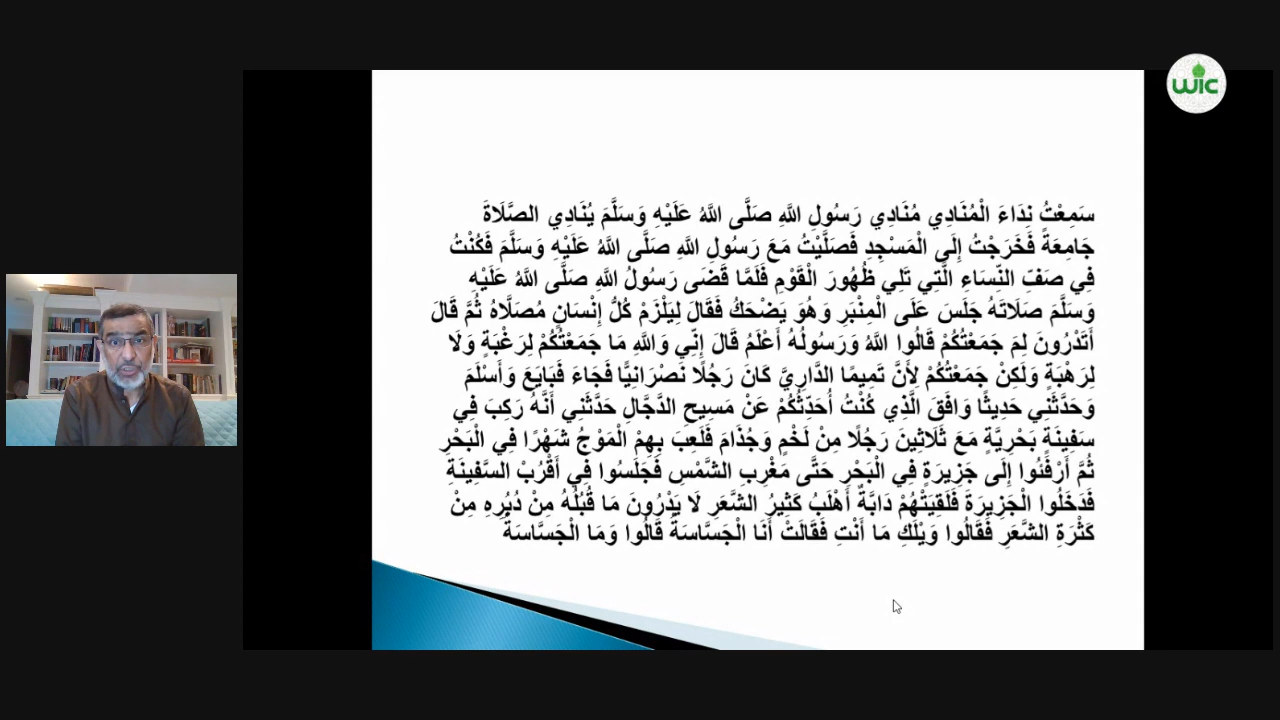 WIC
سَمِعْتُ نِدَاءَ الْمُنَادِي مُنَادِي رَسُولِ اللَّهِ صَلَّى اللَّهُ عَلَيْهِ وَسَلَّمَ يُنَادِي الصَّلَاةَ
جَامِعَةً فَخَرَجْتُ إِلَى الْمَسْجِدِ فَصَلَّيْتُ مَعَ رَسُولِ اللَّهِ صَلَّى اللَّهُ عَلَيْهِ وَسَلَّمَ فَكُنْتُ
فِي صَفِّ النِّسَاءِ الَّتِي تَلِي ظُهُورَ الْقَوْمِ فَلَمَّا قَضَى رَسُولُ اللَّهِ صَلَّى اللَّهُ عَلَيْهِ
وَسَلَّمَ صَلَاتَهُ جَلَسَ عَلَى الْمِنْبَرِ وَهُوَ يَضْحَكُ فَقَالَ لِيَلْزَمْ كُلُّ إِنْسَانٍ مُصَلَّاهُ ثُمَّ قَالَ
أَتَدْرُونَ لِمَ جَمَعْتُكُمْ قَالُوا اللَّهُ وَرَسُولُهُ أَعْلَمُ قَالَ إِنِّي وَاللَّهِ مَا جَمَعْتُكُمْ لِرَغْبَةٍ وَلَا
لِرَهْبَةٍ وَلَكِنْ جَمَعْتُكُمْ لِأَنَّ تَمِيمًا الدَّارِيَّ كَانَ رَجُلًا نَصْرَانِيًّا فَجَاءَ فَبَايَعَ وَأَسْلَمَ
وَحَدَّثَنِي حَدِيثًا وَافَقَ الَّذِي كُنْتُ أُحَدِّثُكُمْ عَنْ مَسِيحِ الدَّجَّالِ حَدَّثَنِي أَنَّهُ رَكِبَ فِي
سَفِينَةٍ بَحْرِيَّةٍ مَعَ ثَلَاثِينَ رَجُلًا مِنْ لَخْمٍ وَجُذَامَ فَلَعِبَ بِهِمْ الْمَوْجُ شَهْرًا فِي الْبَحْرِ
ثُمَّ أَرْفَئُوا إِلَى جَزِيرَةٍ فِي الْبَحْرِ حَتَّى مَغْرِبِ الشَّمْسِ فَجَلَسُوا فِي أَقْرُبْ السَّفِينَةِ
فَدَخَلُوا الْجَزِيرَةَ فَلَقِيَتْهُمْ دَابَّةٌ أَهْلَبُ كَثِيرُ الشَّعَرِ لَا يَدْرُونَ مَا قُبُلُهُ مِنْ دُبُرِهِ مِنْ
كَثْرَةِ الشَّعَرِ فَقَالُوا وَيْلَكِ مَا أَنْتِ فَقَالَتْ أَنَا الْجَسَّاسَةُ قَالُوا وَمَا الْجَسَّاسَةُ